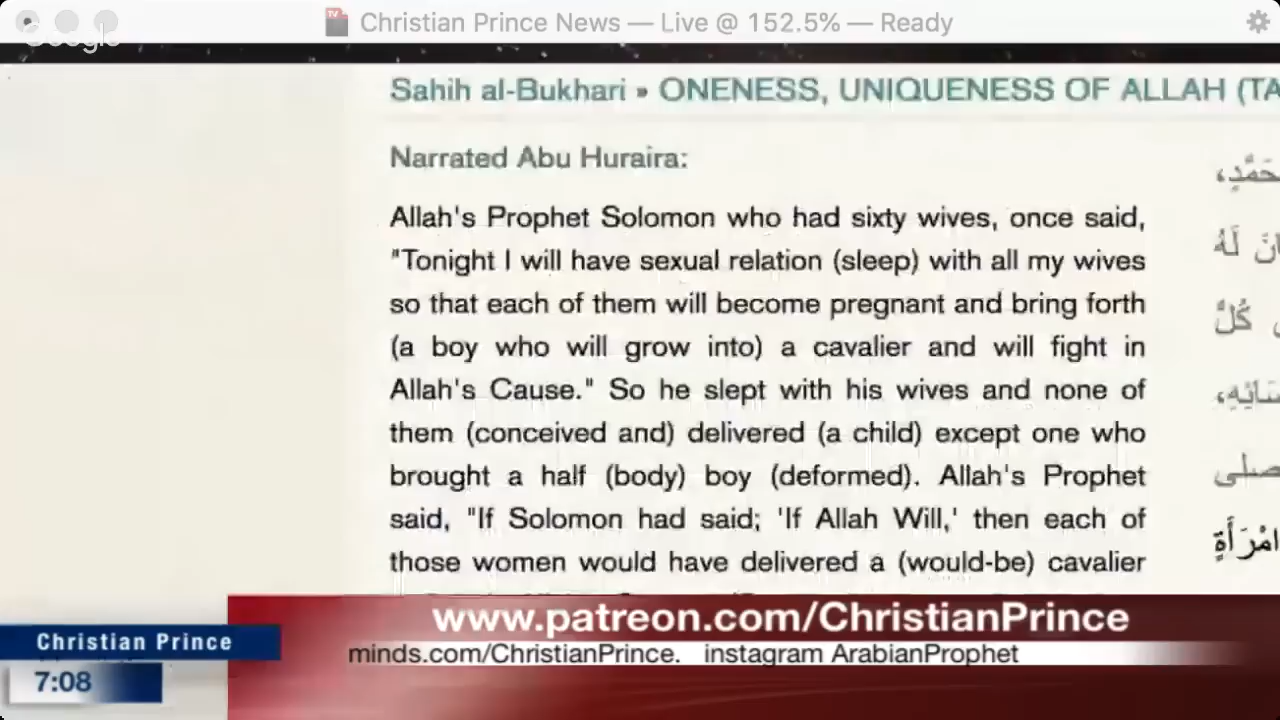 Christian Prince News — Live @ 152.5% — Ready
Google
Sahih al-Bukhari » ONENESS, UNIQUENESS OF ALLAH (TA
Narrated Abu Huraira:
Allah's Prophet Solomon who had sixty wives, once said,
"Tonight I will have sexual relation (sleep) with all my wives
so that each of them will become pregnant and bring forth
(a boy who will grow into) a cavalier and will fight in
Allah's Cause." So he slept with his wives and none of
them (conceived and) delivered (a child) except one who
brought a half (body) boy (deformed). Allah's Prophet
said, "If Solomon had said; 'If Allah Will,' then each of
those women would have delivered a (would-be) cavalier
كُلُّ
امْرَأَةٍ
www.patreon.com/ChristianPrince
Christian Prince
minds.com/ChristianPrince. instagram ArabianProphet
7:08